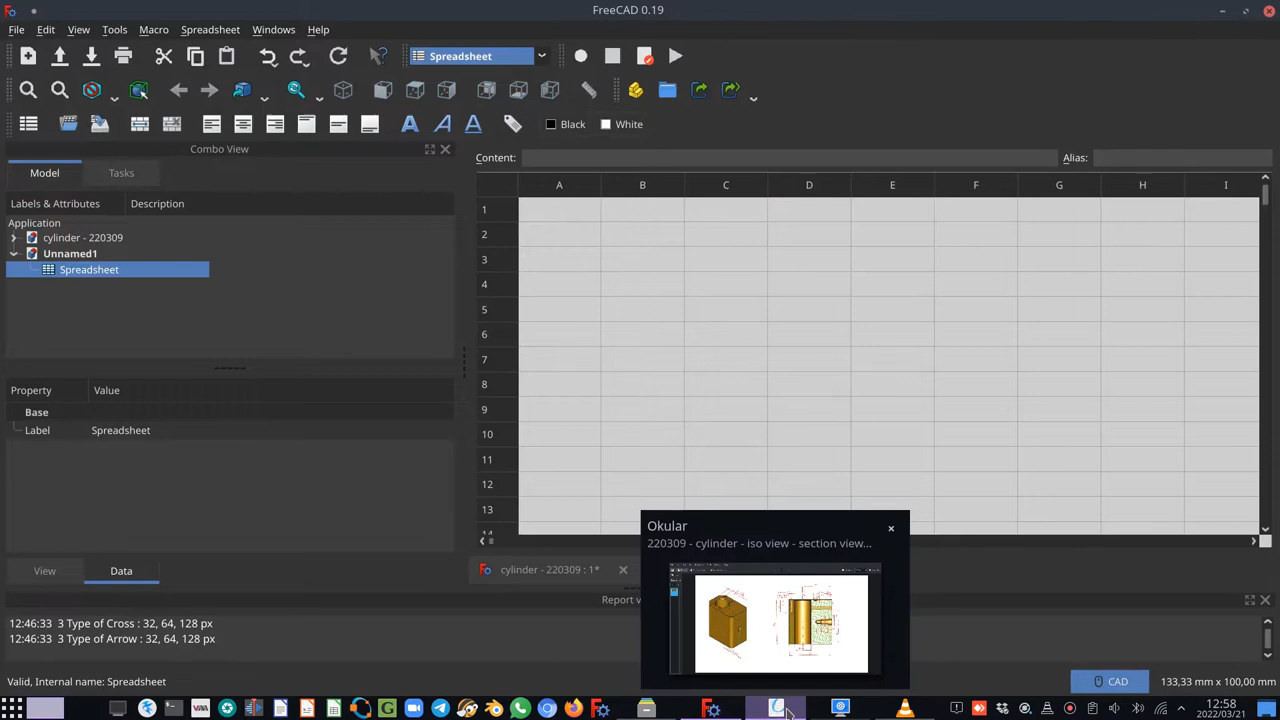 FreeCAD 0.19
File Edit View Tools Macro Spreadsheet Windows Help
Spreadsheet
Black White
Combo View
Content: Alias:
Model Tasks
A B C D E F G H I
Labels & Attributes Description
1
Application
2
cylinder - 220309
Unnamed1
3
Spreadsheet
4
5
6
7
8
Property Value
9
Base
Label Spreadsheet
10
11
12
13
14
Okular
220309 - cylinder - iso view - section view...
View Data
cylinder - 220309 : 1*
Report v
12:46:33 3 Type of Cross: 32, 64, 128 px
12:46:33 3 Type of Arrow: 32, 64, 128 px
Valid, Internal name: Spreadsheet
CAD 133,33 mm x 100,00 mm
12:58
2022/03/21